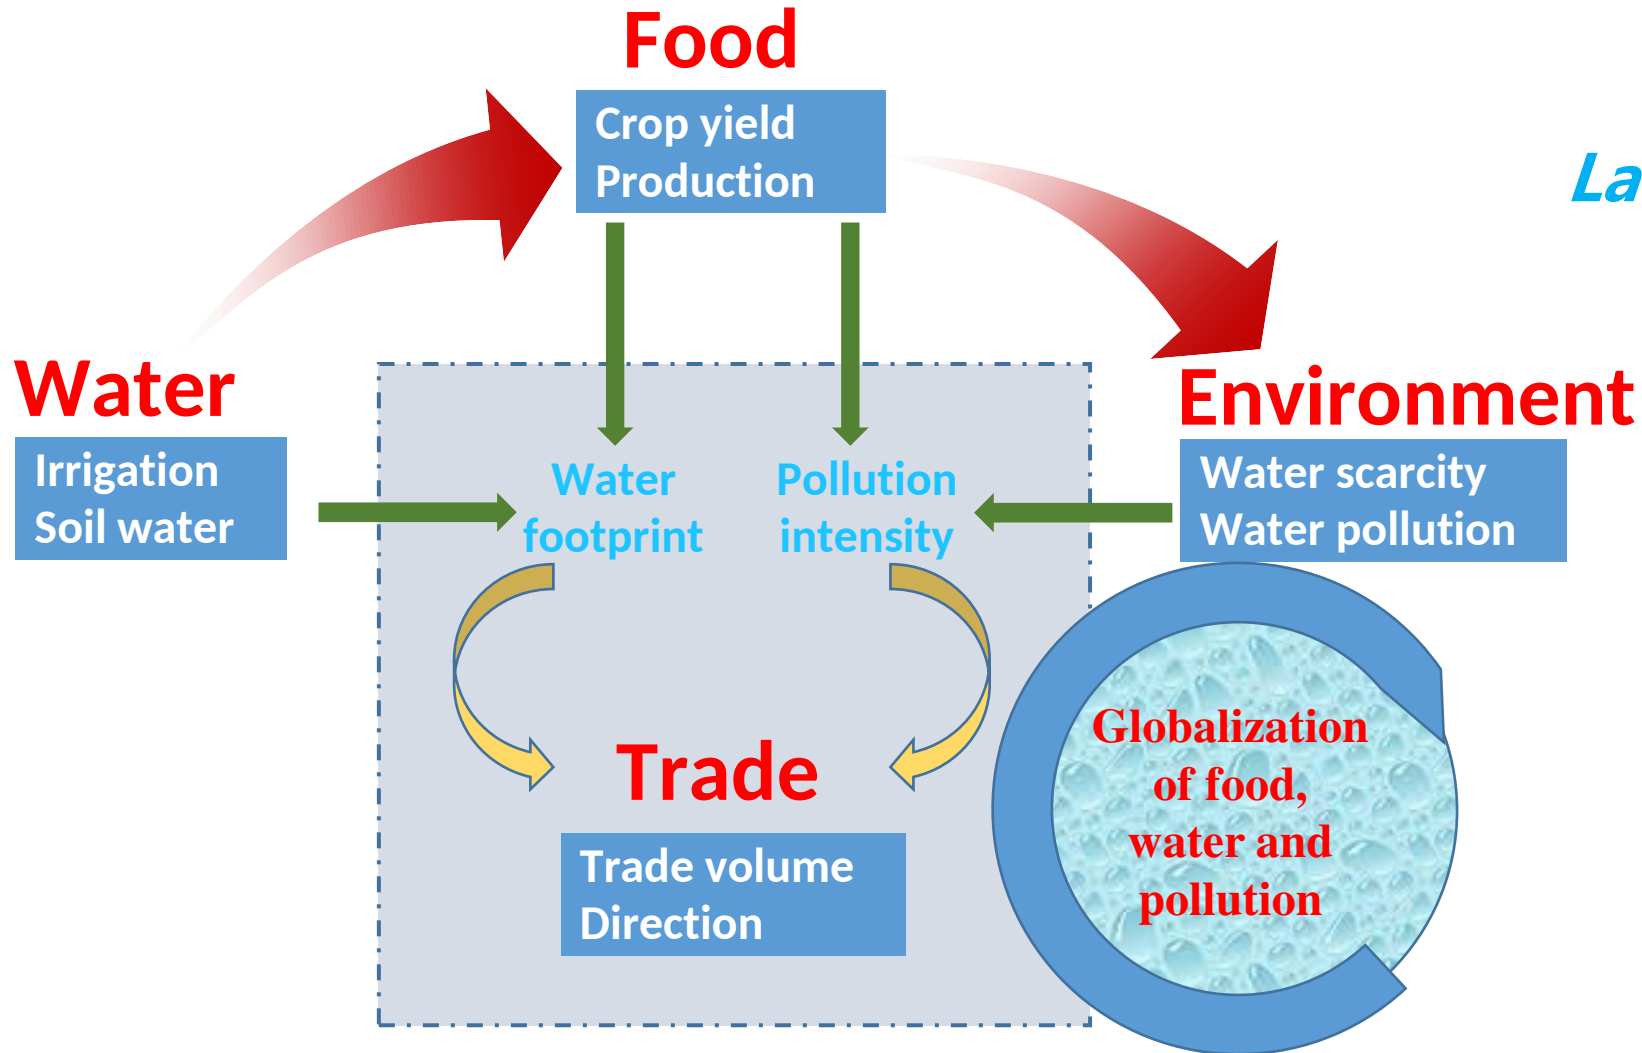 Food
Crop yield
Production
La
Water
Irrigation
Soil water
Environment
Water scarcity
Water pollution
Water
footprint
Pollution
intensity
Trade
Trade volume
Direction
Globalization
of food,
water and
pollution